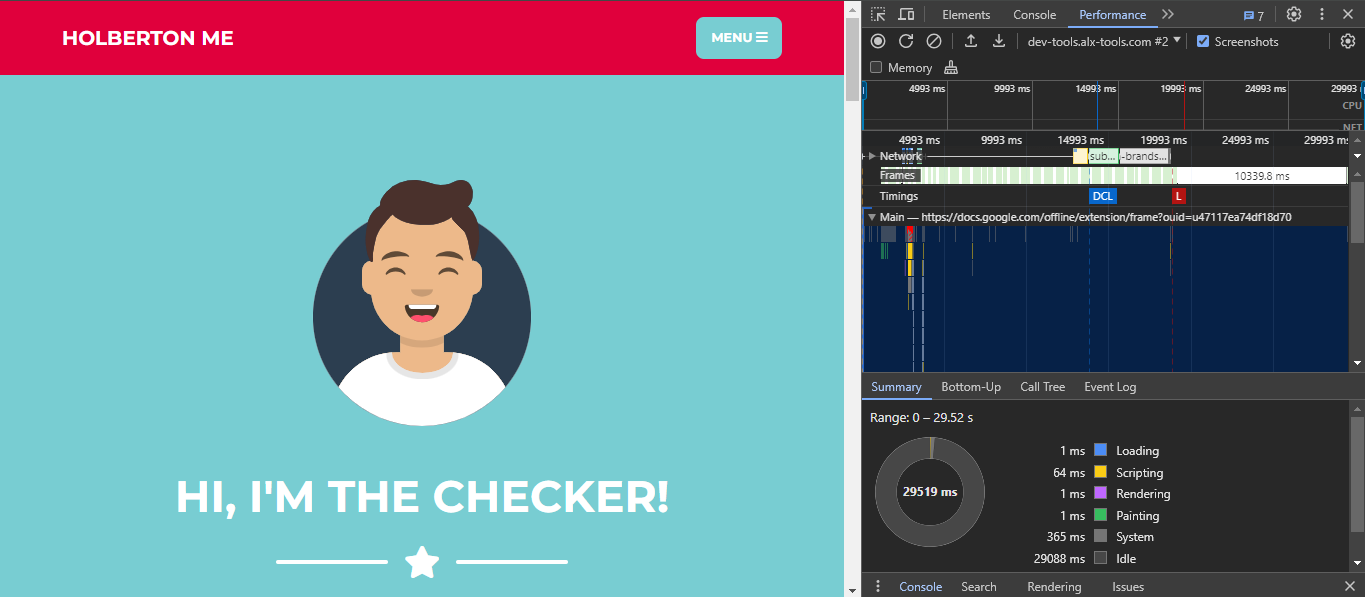 HOLBERTON ME
MENU
HI, I'M THE CHECKER!
Elements Console Performance 7
dev-tools.alx-tools.com #2 Screenshots
Memory
4993 ms 9993 ms 14993 ms 19993 ms 24993 ms 29993
CPU
NET
4993 ms 9993 ms 14993 ms 19993 ms 24993 ms 29993 ms
Network sub... -brands...
Frames 10339.8 ms
Timings DCL L
Main — https://docs.google.com/offline/extension/frame?ouid=u47117ea74df18d70
Summary Bottom-Up Call Tree Event Log
Range: 0 – 29.52 s
29519 ms
1 ms Loading
64 ms Scripting
1 ms Rendering
1 ms Painting
365 ms System
29088 ms Idle
Console Search Rendering Issues